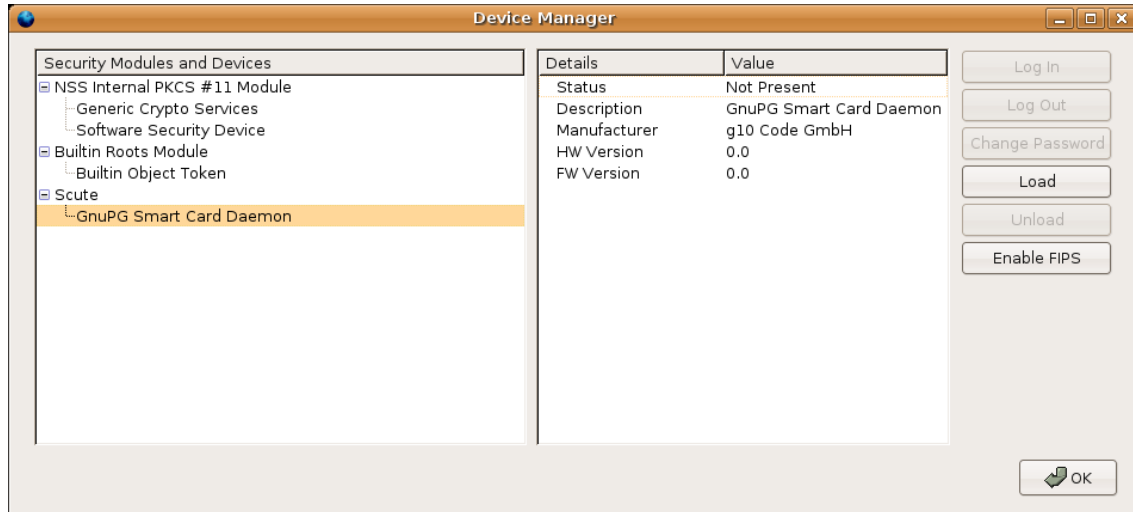 Device Manager
Security Modules and Devices
NSS Internal PKCS #11 Module
Generic Crypto Services
Software Security Device
Builtin Roots Module
Builtin Object Token
Scute
GnuPG Smart Card Daemon
Details Value
Status Not Present
Description GnuPG Smart Card Daemon
Manufacturer g10 Code GmbH
HW Version 0.0
FW Version 0.0
Log In
Log Out
Change Password
Load
Unload
Enable FIPS
OK